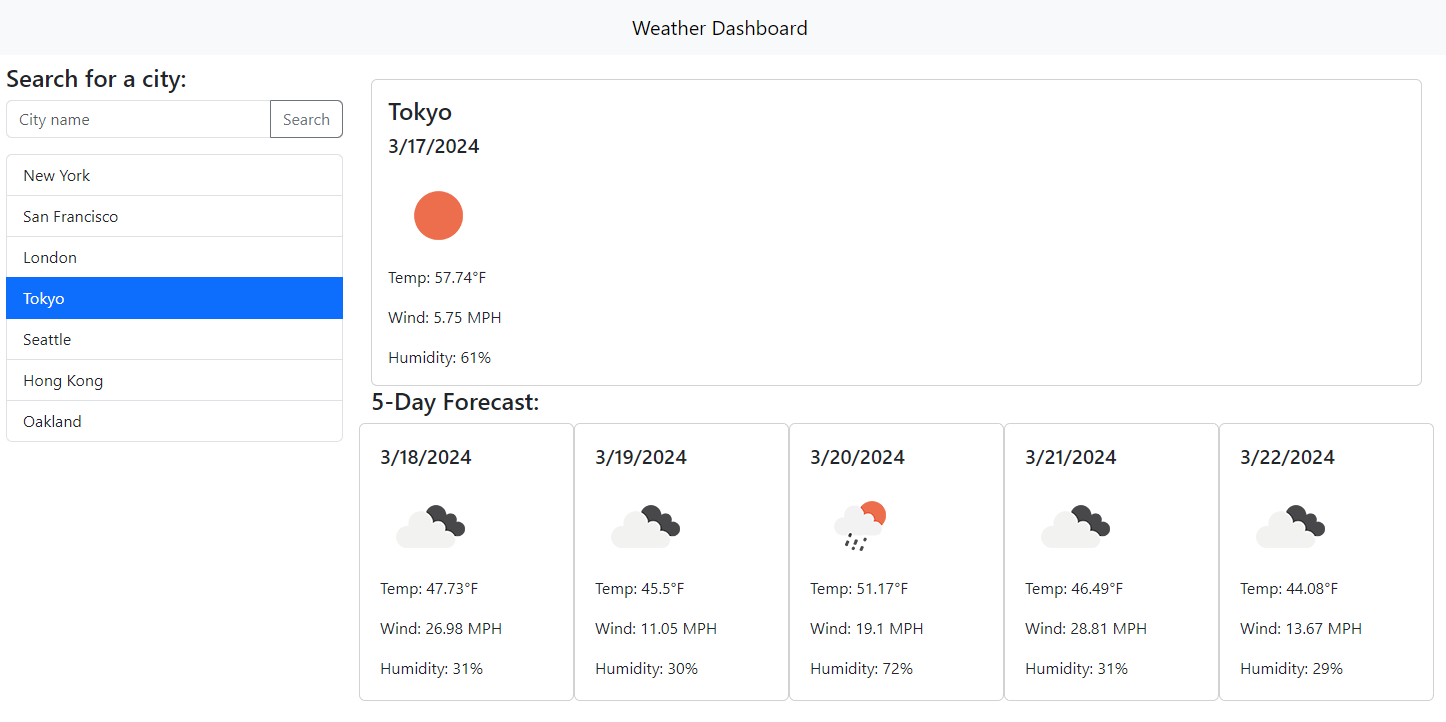 Weather Dashboard
Search for a city:
City name
Search
New York
San Francisco
London
Tokyo
Seattle
Hong Kong
Oakland
Tokyo
3/17/2024
Temp: 57.74°F
Wind: 5.75 MPH
Humidity: 61%
5-Day Forecast:
3/18/2024
Temp: 47.73°F
Wind: 26.98 MPH
Humidity: 31%
3/19/2024
Temp: 45.5°F
Wind: 11.05 MPH
Humidity: 30%
3/20/2024
Temp: 51.17°F
Wind: 19.1 MPH
Humidity: 72%
3/21/2024
Temp: 46.49°F
Wind: 28.81 MPH
Humidity: 31%
3/22/2024
Temp: 44.08°F
Wind: 13.67 MPH
Humidity: 29%